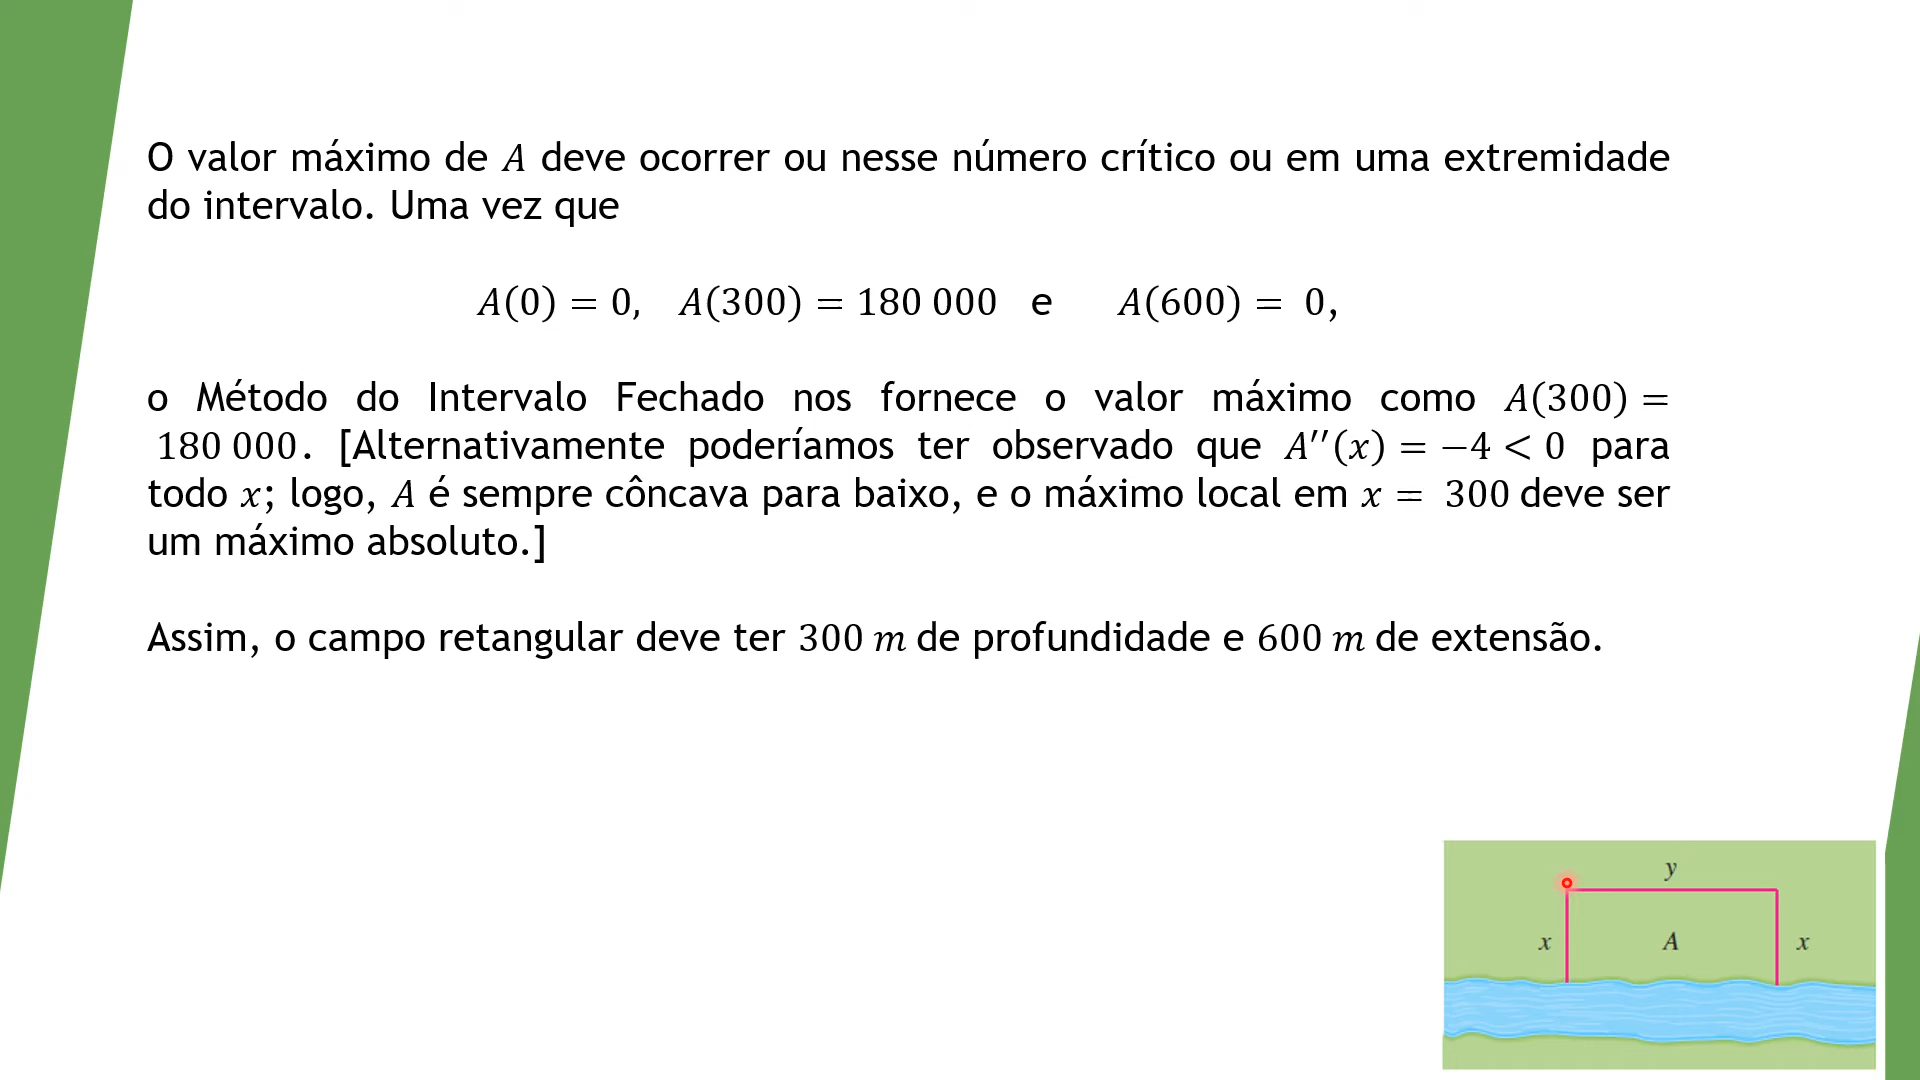 O valor máximo de A deve ocorrer ou nesse número crítico ou em uma extremidade
do intervalo. Uma vez que
A(0) = 0, A(300) = 180 000 e A(600) = 0,
o Método do Intervalo Fechado nos fornece o valor máximo como A(300) =
180 000. [Alternativamente poderíamos ter observado que A′′(x) = −4 < 0 para
todo x; logo, A é sempre côncava para baixo, e o máximo local em x = 300 deve ser
um máximo absoluto.]
Assim, o campo retangular deve ter 300 m de profundidade e 600 m de extensão.
y
x A x